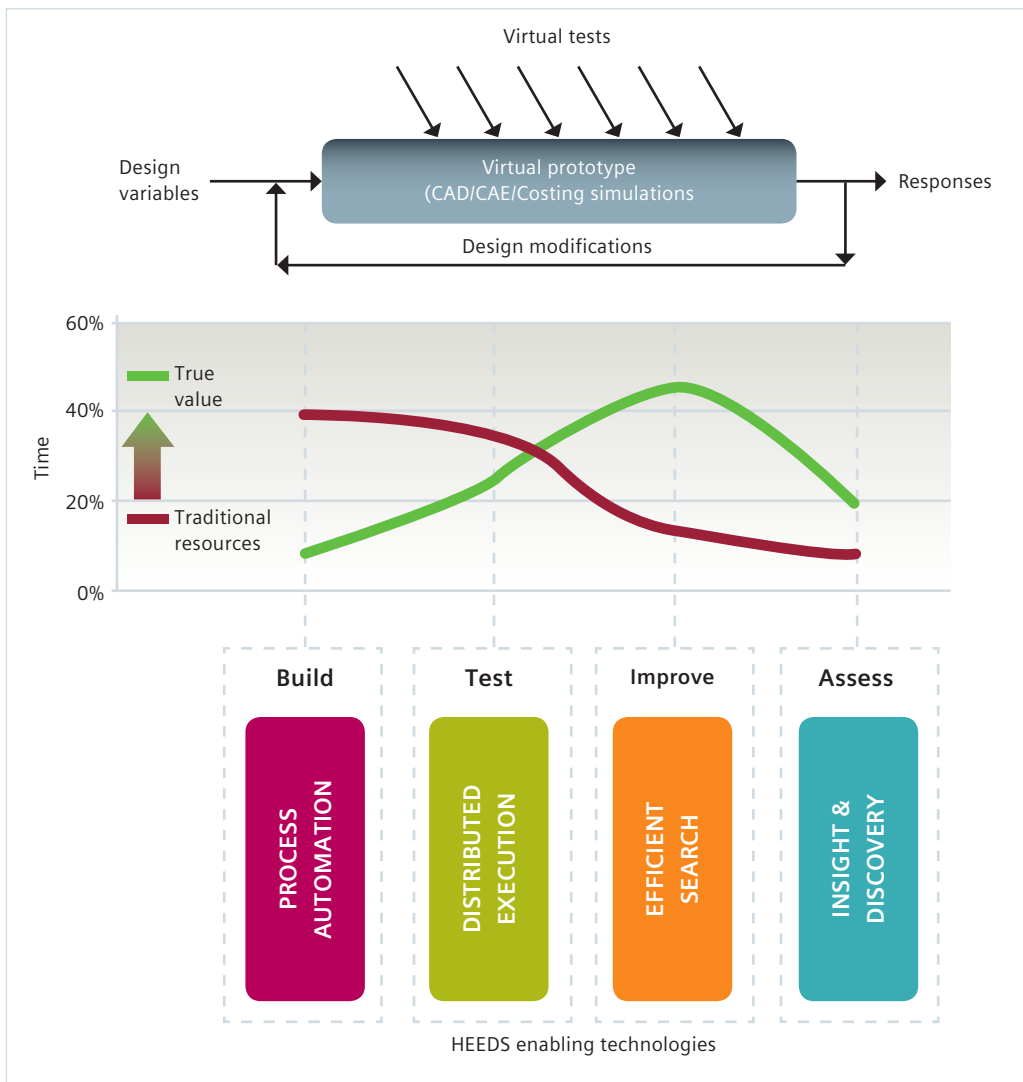 Virtual tests
Design
variables
Virtual prototype
(CAD/CAE/Costing simulations
Responses
Design modifications
60%
40%
20%
0%
Time
True
value
Traditional
resources
Build
Test
Improve
Assess
PROCESS
AUTOMATION
DISTRIBUTED
EXECUTION
EFFICIENT
SEARCH
INSIGHT &
DISCOVERY
HEEDS enabling technologies